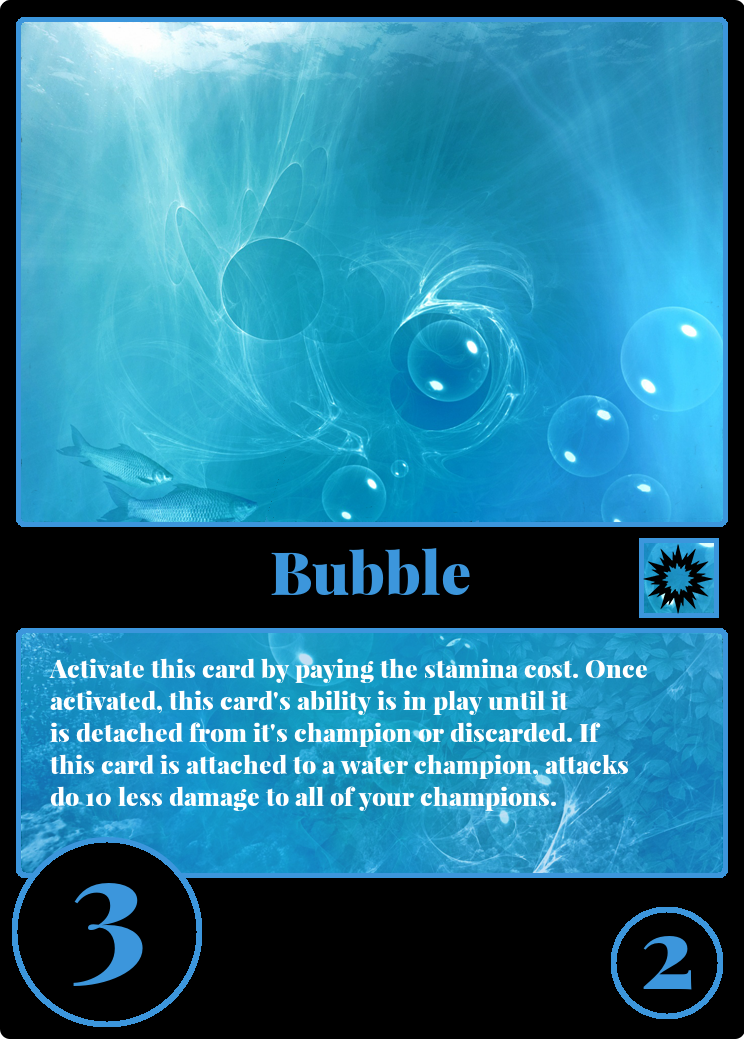 Bubble
Activate this card by paying the stamina cost. Once
activated, this card's ability is in play until it
is detached from it's champion or discarded. If
this card is attached to a water champion, attacks
do 10 less damage to all of your champions.
3
2